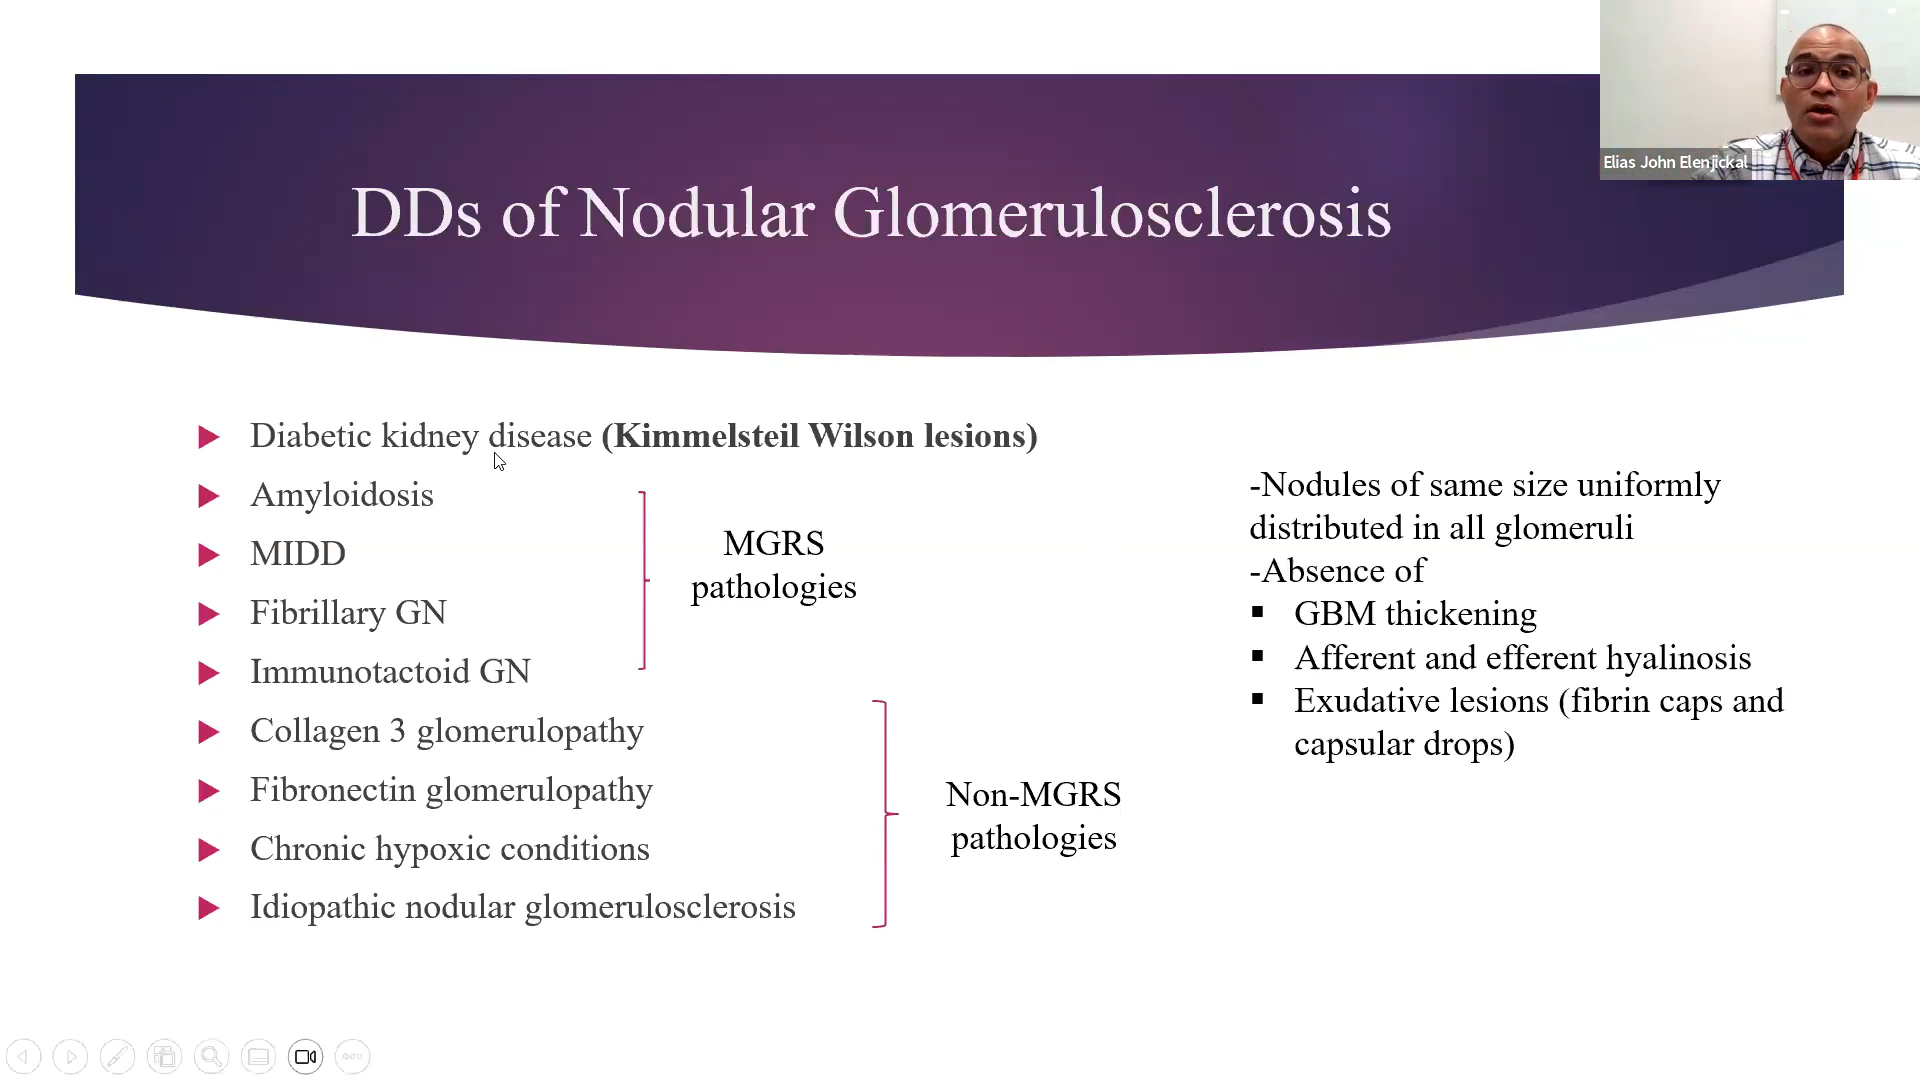 Elias John Elenjickal
DDs of Nodular Glomerulosclerosis
Diabetic kidney disease (Kimmelsteil Wilson lesions)
Amyloidosis
MIDD
Fibrillary GN
Immunotactoid GN
Collagen 3 glomerulopathy
Fibronectin glomerulopathy
Chronic hypoxic conditions
Idiopathic nodular glomerulosclerosis
MGRS
pathologies
Non-MGRS
pathologies
-Nodules of same size uniformly
distributed in all glomeruli
-Absence of
GBM thickening
Afferent and efferent hyalinosis
Exudative lesions (fibrin caps and
capsular drops)